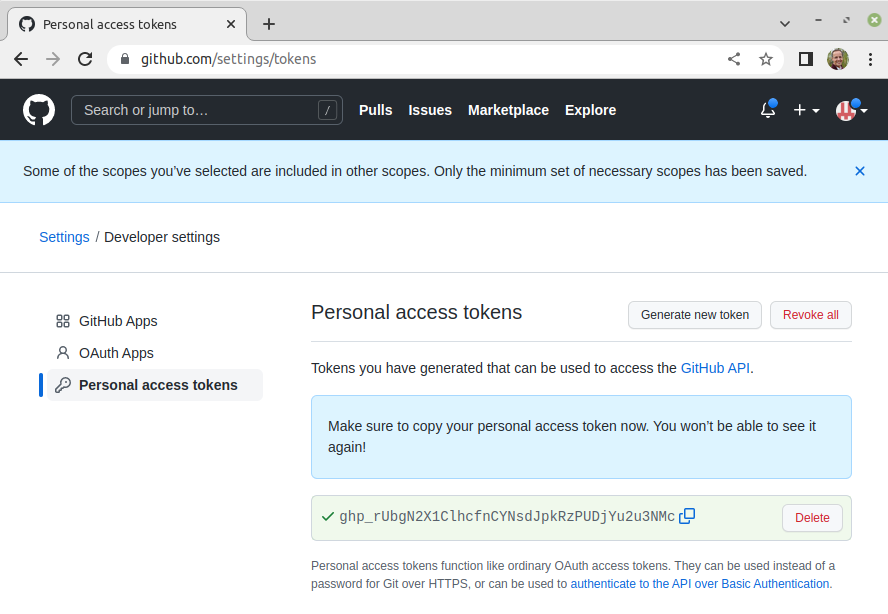 Personal access tokens
github.com/settings/tokens
Search or jump to… /
Pulls Issues Marketplace Explore
Some of the scopes you’ve selected are included in other scopes. Only the minimum set of necessary scopes has been saved.
Settings / Developer settings
GitHub Apps
OAuth Apps
Personal access tokens
Personal access tokens
Generate new token
Revoke all
Tokens you have generated that can be used to access the GitHub API.
Make sure to copy your personal access token now. You won’t be able to see it
again!
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
Delete
Personal access tokens function like ordinary OAuth access tokens. They can be used instead of a
password for Git over HTTPS, or can be used to authenticate to the API over Basic Authentication.